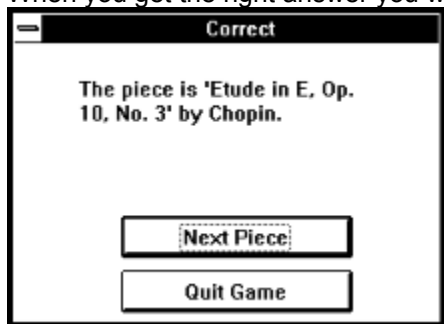 When you get the right answer you w
Correct
The piece is 'Etude in E, Op.
10, No. 3' by Chopin.
Next Piece
Quit Game